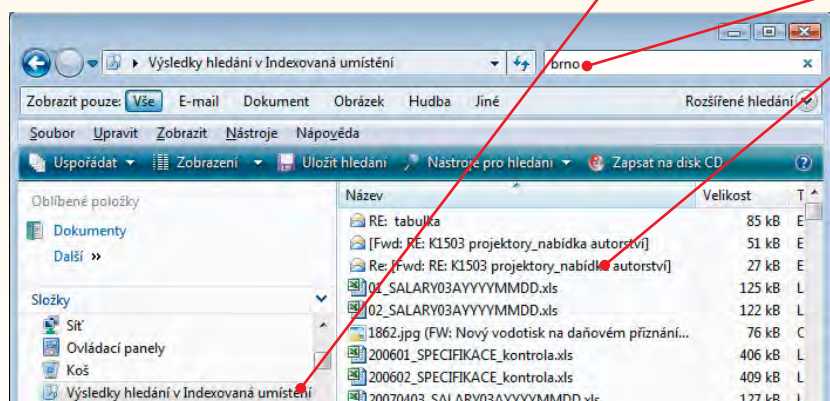 Výsledky hledání v Indexovaná umístění
brno
Zobrazit pouze: Vše E-mail Dokument Obrázek Hudba Jiné Rozšířené hledání
Soubor Upravit Zobrazit Nástroje Nápověda
Uspořádat Zobrazení Uložit hledání Nástroje pro hledání Zapsat na disk CD
Oblíbené položky
Dokumenty
Další »
Složky
Síť
Ovládací panely
Koš
Výsledky hledání v Indexovaná umístění
Název Velikost T
RE: tabulka 85 kB E
[Fwd: RE: K1503 projektory_nabídka autorství] 51 kB E
Re: [Fwd: RE: K1503 projektory_nabídka autorství] 27 kB E
01_SALARY03AYYYYMMDD.xls 125 kB L
02_SALARY03AYYYYMMDD.xls 122 kB L
1862.jpg (FW: Nový vodotisk na daňovém přiznání... 76 kB C
200601_SPECIFIKACE_kontrola.xls 406 kB L
200602_SPECIFIKACE_kontrola.xls 409 kB L
20070403_SALARY03AYYYYMMDD.xls 127 kB L